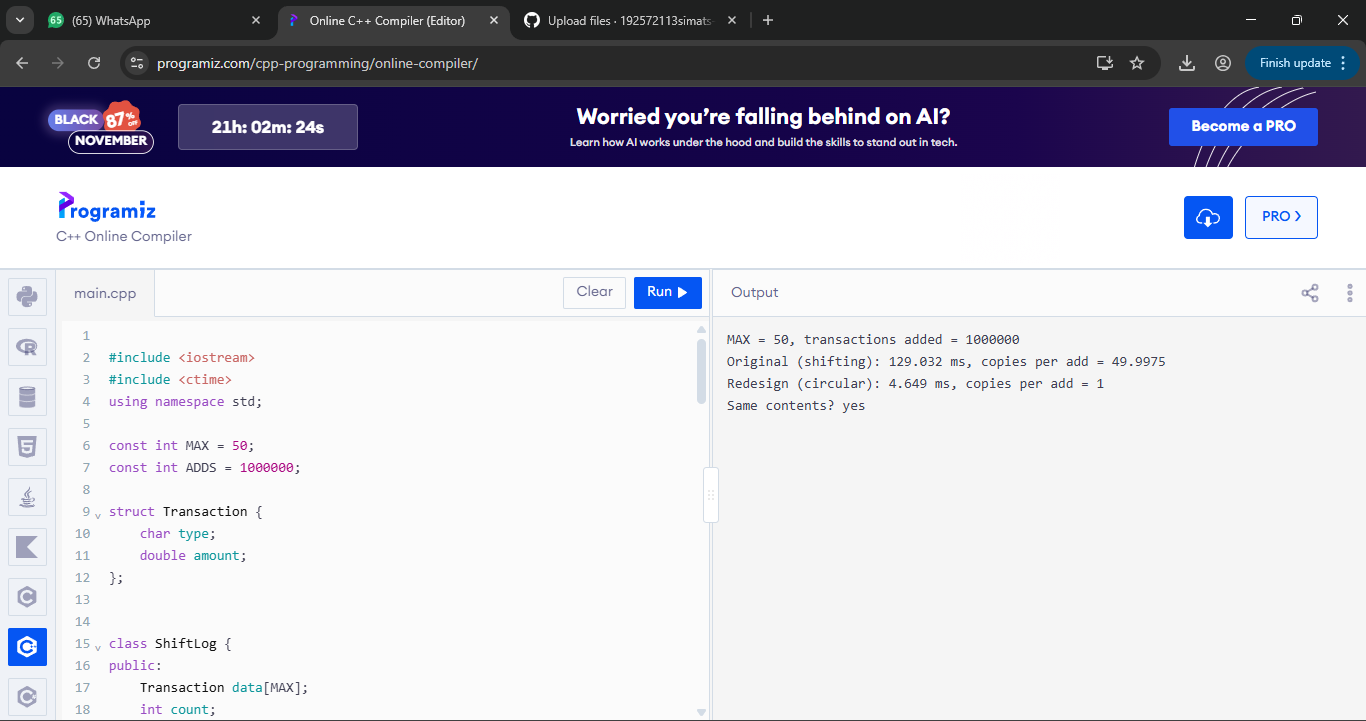 (65) WhatsApp
Online C++ Compiler (Editor)
Upload files · 192572113simats-
programiz.com/cpp-programming/online-compiler/
Finish update
BLACK 87% OFF
NOVEMBER
21h: 02m: 24s
Worried you're falling behind on AI?
Learn how AI works under the hood and build the skills to stand out in tech.
Become a PRO
Programiz
C++ Online Compiler
PRO >
main.cpp
Clear
Run
Output
1
2 #include <iostream>
3 #include <ctime>
4 using namespace std;
5
6 const int MAX = 50;
7 const int ADDS = 1000000;
8
9 struct Transaction {
10     char type;
11     double amount;
12 };
13
14
15 class ShiftLog {
16 public:
17     Transaction data[MAX];
18     int count;
MAX = 50, transactions added = 1000000
Original (shifting): 129.032 ms, copies per add = 49.9975
Redesign (circular): 4.649 ms, copies per add = 1
Same contents? yes